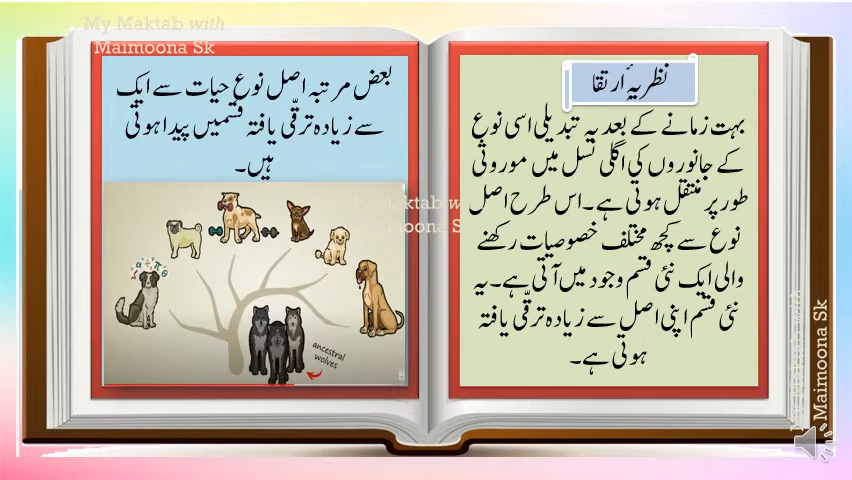 My Maktab with
Maimoona Sk
نظریۂ ارتقا
بہت زمانے کے بعد یہ تبدیلی اسی نوع
کے جانوروں کی اگلی نسل میں موروثی
طور پر منتقل ہوتی ہے۔ اس طرح اصل
نوع سے کچھ مختلف خصوصیات رکھنے
والی ایک نئی قسم وجود میں آتی ہے۔ یہ
نئی قسم اپنی اصل سے زیادہ ترقّی یافتہ
ہوتی ہے۔
بعض مرتبہ اصل نوعِ حیات سے ایک
سے زیادہ ترقّی یافتہ قسمیں پیدا ہوتی
ہیں۔
α + π θ
ancestral
wolves
Maimoona Sk